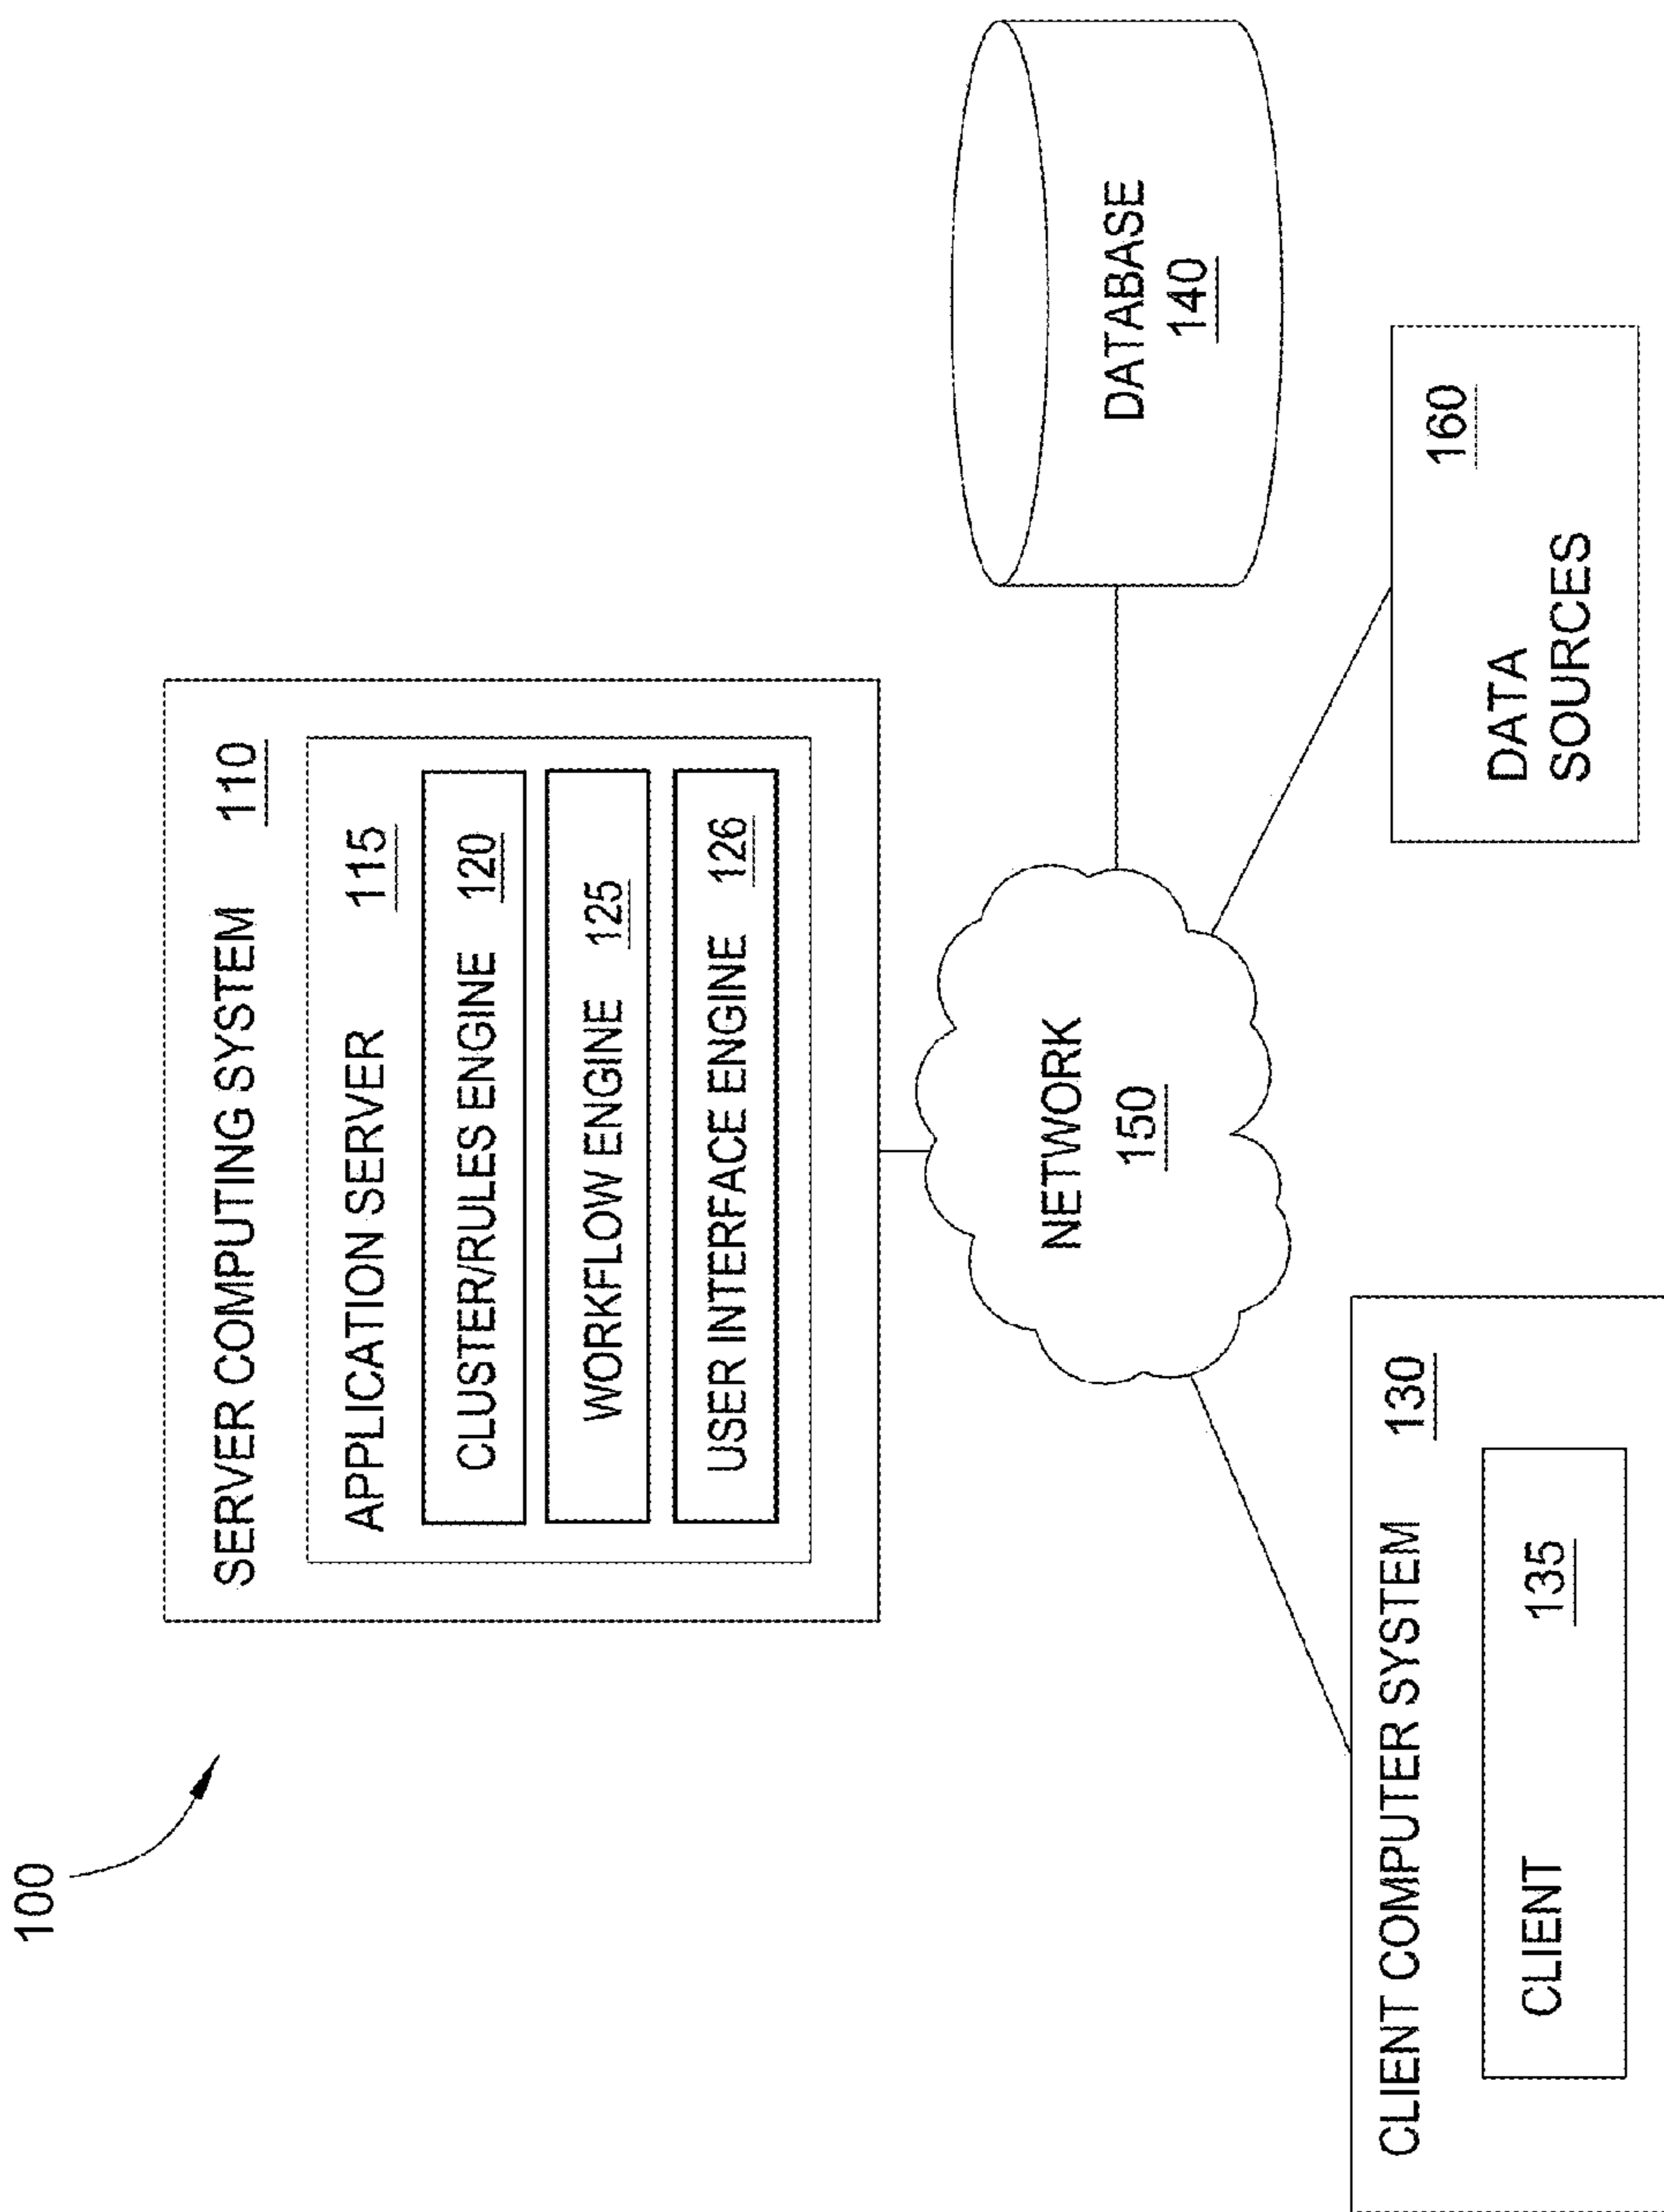 100
SERVER COMPUTING SYSTEM 110
APPLICATION SERVER 115
CLUSTER/RULES ENGINE 120
WORKFLOW ENGINE 125
USER INTERFACE ENGINE 126
NETWORK
150
DATABASE
140
CLIENT COMPUTER SYSTEM 130
CLIENT 135
160
DATA
SOURCES